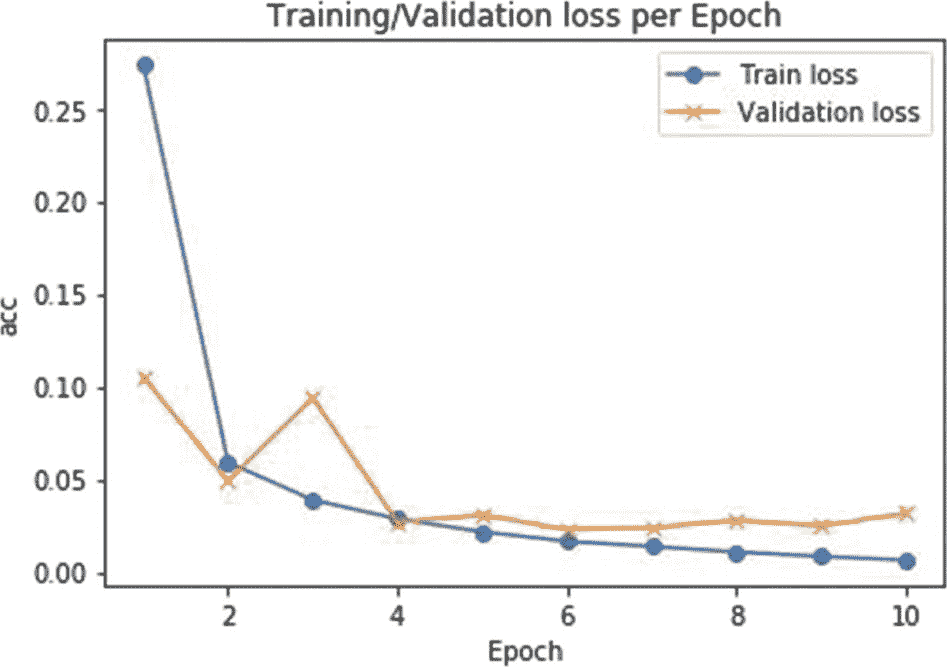 Training/Validation loss per Epoch
Train loss
Validation loss
0.25
0.20
0.15
0.10
0.05
0.00
acc
2 4 6 8 10
Epoch